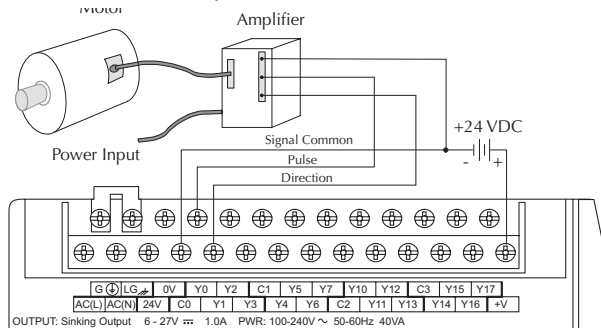 Motor
Amplifier
+24 VDC
- +
Signal Common
Power Input
Pulse
Direction
G LG 0V Y0 Y2 C1 Y5 Y7 Y10 Y12 C3 Y15 Y17
AC(L) AC(N) 24V C0 Y1 Y3 Y4 Y6 C2 Y11 Y13 Y14 Y16 +V
OUTPUT: Sinking Output 6 - 27V ⎓ 1.0A PWR: 100-240V ~ 50-60Hz 40VA